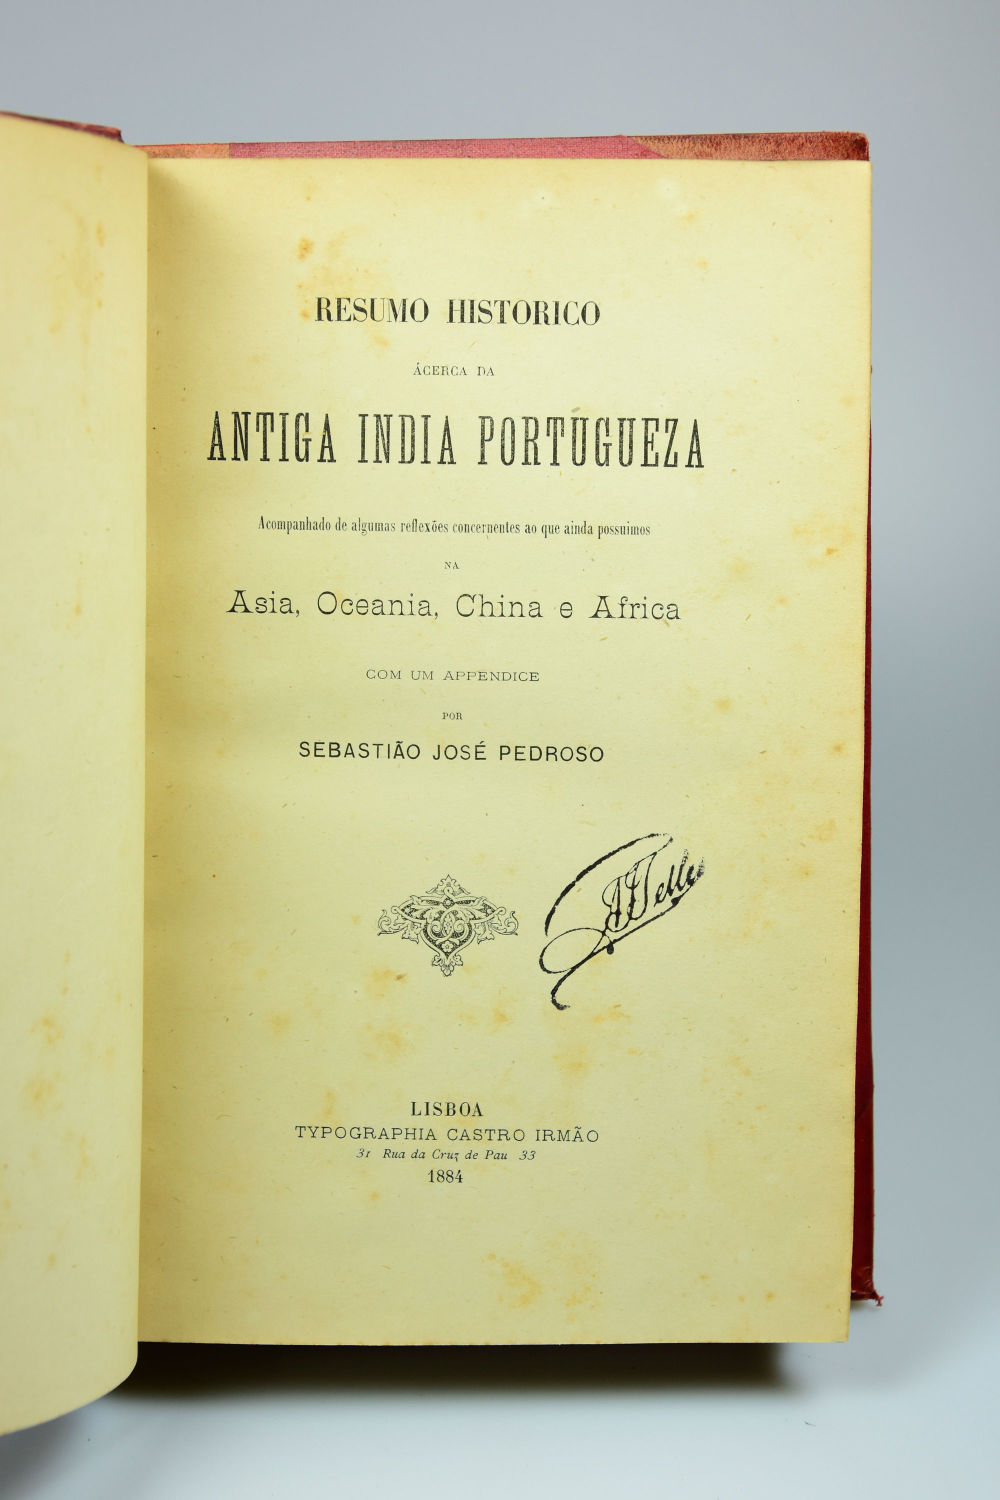 RESUMO HISTORICO
ÁCERCA DA
ANTIGA INDIA PORTUGUEZA
Acompanhado de algumas reflexões concernentes ao que ainda possuimos
NA
Asia, Oceania, China e Africa
COM UM APPENDICE
POR
SEBASTIÃO JOSÉ PEDROSO
LISBOA
TYPOGRAPHIA CASTRO IRMÃO
31 Rua da Cruz de Pau 33
1884